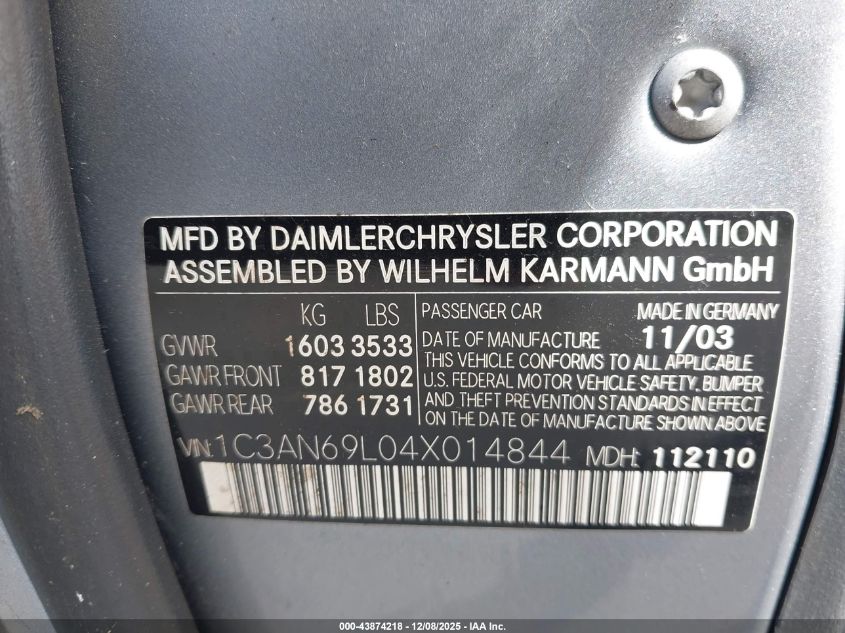 MFD BY DAIMLERCHRYSLER CORPORATION
ASSEMBLED BY WILHELM KARMANN GmbH
KG LBS
GVWR 1603 3533
GAWR FRONT 817 1802
GAWR REAR 786 1731
PASSENGER CAR MADE IN GERMANY
DATE OF MANUFACTURE 11/03
THIS VEHICLE CONFORMS TO ALL APPLICABLE
U.S. FEDERAL MOTOR VEHICLE SAFETY, BUMPER
AND THEFT PREVENTION STANDARDS IN EFFECT
ON THE DATE OF MANUFACTURE SHOWN ABOVE
VIN: 1C3AN69L04X014844 MDH: 112110
000-43874218 - 12/08/2025 - IAA Inc.